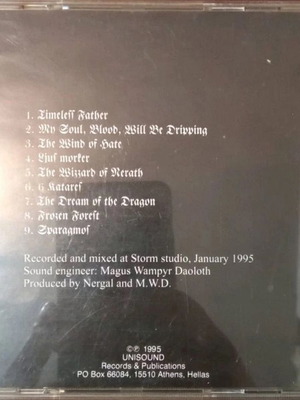 1. Timeless Father
2. My Soul, Blood, Will Be Dripping
3. The Wind of Hate
4. Ljus morker
5. The Wizzard of Nerath
6. G Katares
7. The Dream of the Dragon
8. Frozen Forest
9. Sparagmos
Recorded and mixed at Storm studio, January 1995
Sound engineer: Magus Wampyr Daoloth
Produced by Nergal and M.W.D.
©℗ 1995
UNISOUND
Records & Publications
PO BOX 66084, 15510 Athens, Hellas